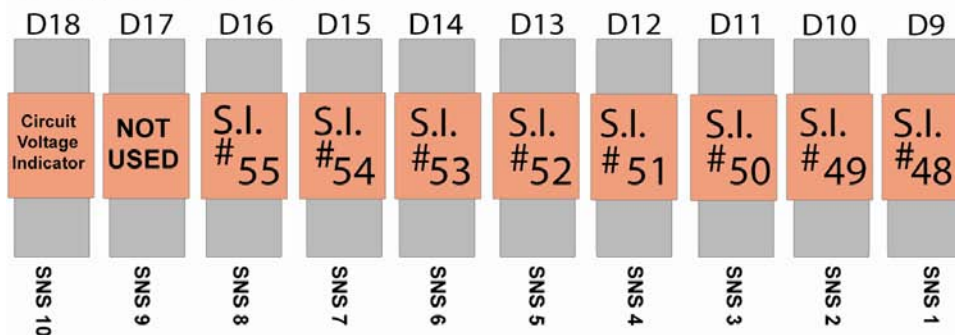 D18 D17 D16 D15 D14 D13 D12 D11 D10 D9
Circuit
Voltage
Indicator
NOT
USED
S.I.
#55
S.I.
#54
S.I.
#53
S.I.
#52
S.I.
#51
S.I.
#50
S.I.
#49
S.I.
#48
SNS 10 SNS 9 SNS 8 SNS 7 SNS 6 SNS 5 SNS 4 SNS 3 SNS 2 SNS 1